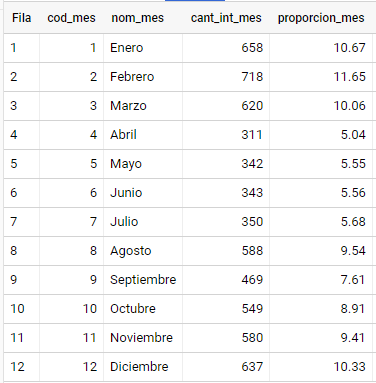 Fila cod_mes nom_mes cant_int_mes proporcion_mes
1 1 Enero 658 10.67
2 2 Febrero 718 11.65
3 3 Marzo 620 10.06
4 4 Abril 311 5.04
5 5 Mayo 342 5.55
6 6 Junio 343 5.56
7 7 Julio 350 5.68
8 8 Agosto 588 9.54
9 9 Septiembre 469 7.61
10 10 Octubre 549 8.91
11 11 Noviembre 580 9.41
12 12 Diciembre 637 10.33